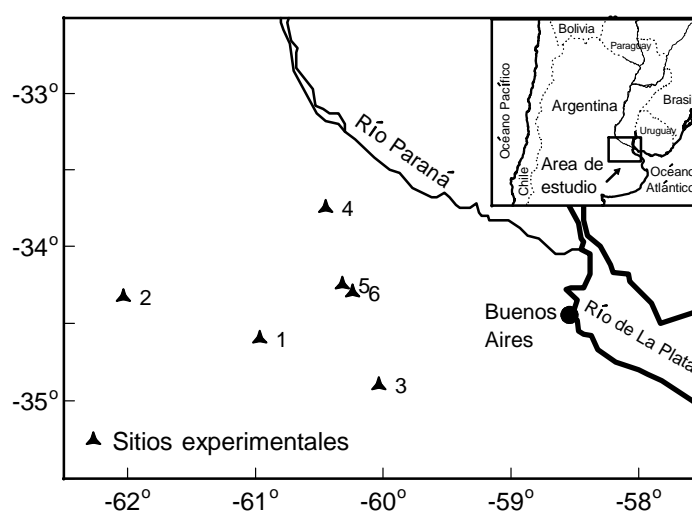 Bolivia
Paraguay
Océano Pacífico
Argentina
Brasi
Uruguay
Chile
Area de
estudio
Océano
Atlántico
-33°
Río Paraná
4
-34°
2
5
6
Buenos
Aires
Río de La Plata
1
3
-35°
Sitios experimentales
-62°
-61°
-60°
-59°
-58°